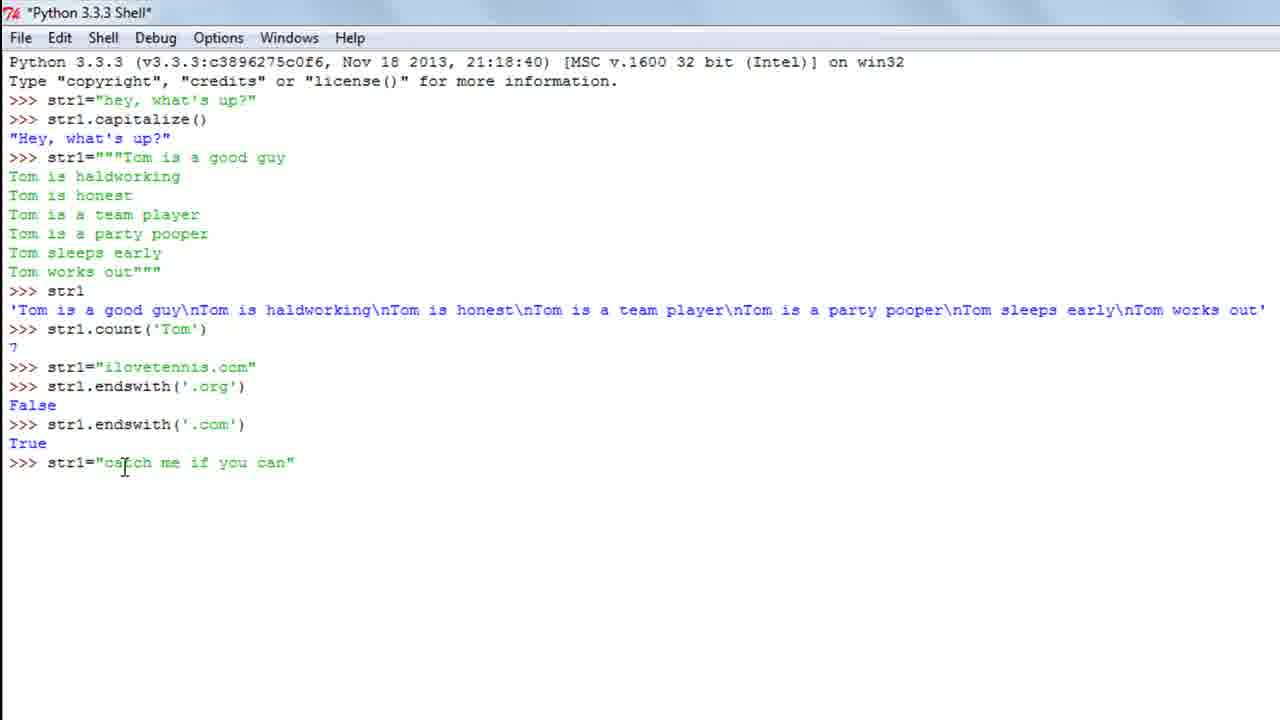 *Python 3.3.3 Shell*
File Edit Shell Debug Options Windows Help
Python 3.3.3 (v3.3.3:c3896275c0f6, Nov 18 2013, 21:18:40) [MSC v.1600 32 bit (Intel)] on win32
Type "copyright", "credits" or "license()" for more information.
>>> str1="hey, what's up?"
>>> str1.capitalize()
"Hey, what's up?"
>>> str1="""Tom is a good guy
Tom is haldworking
Tom is honest
Tom is a team player
Tom is a party pooper
Tom sleeps early
Tom works out"""
>>> str1
'Tom is a good guy\nTom is haldworking\nTom is honest\nTom is a team player\nTom is a party pooper\nTom sleeps early\nTom works out'
>>> str1.count('Tom')
7
>>> str1="ilovetennis.com"
>>> str1.endswith('.org')
False
>>> str1.endswith('.com')
True
>>> str1="catch me if you can"